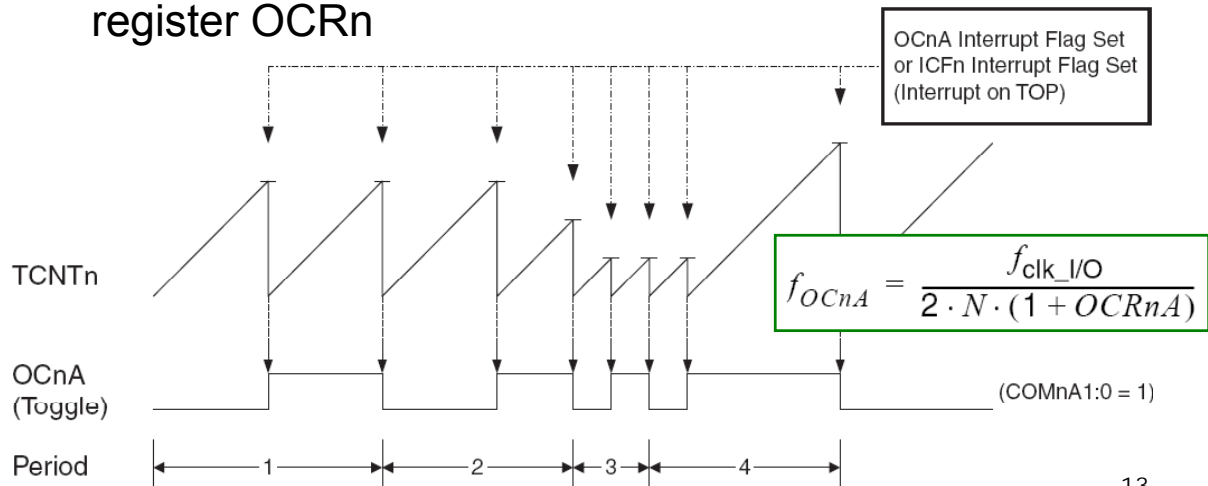 register OCRn
OCnA Interrupt Flag Set
or ICFn Interrupt Flag Set
(Interrupt on TOP)
TCNTn
f_OCnA = f_clk_I/O / (2 · N · (1 + OCRnA))
OCnA
(Toggle)
(COMnA1:0 = 1)
Period
1
2
3
4
13